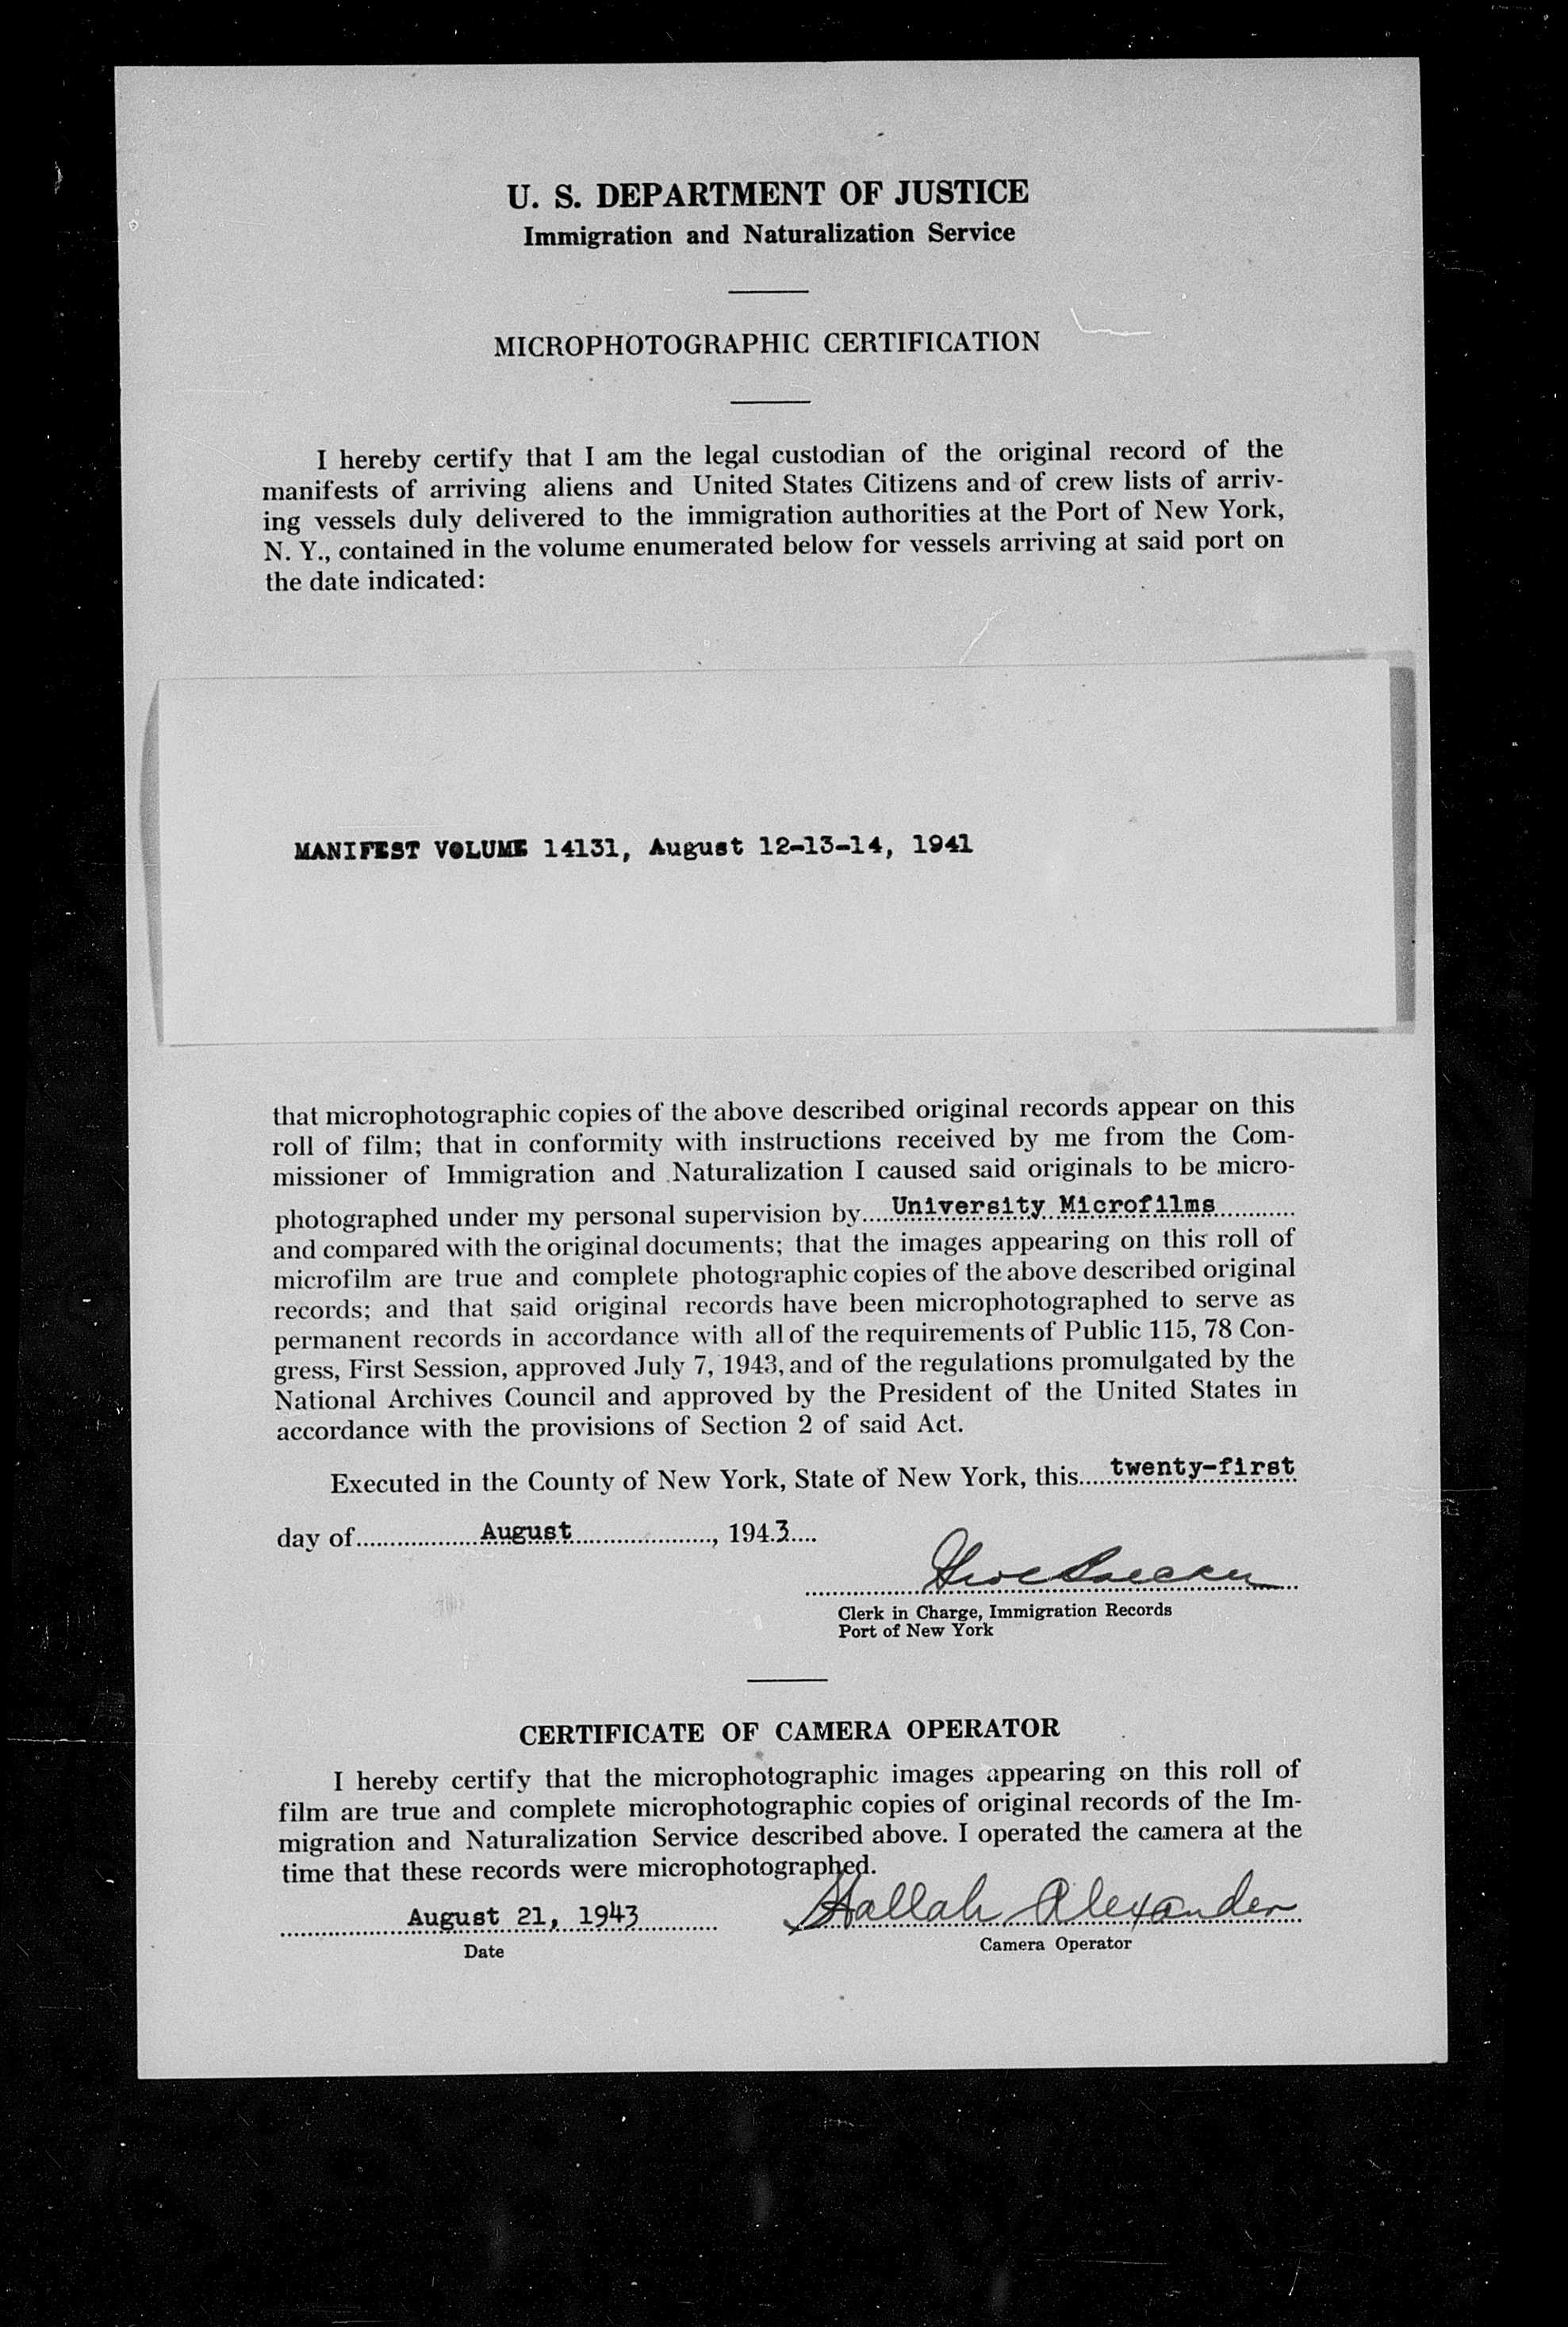 U. S. DEPARTMENT OF JUSTICE
Immigration and Naturalization Service
MICROPHOTOGRAPHIC CERTIFICATION
I hereby certify that I am the legal custodian of the original record of the
manifests of arriving aliens and United States Citizens and of crew lists of arriv-
ing vessels duly delivered to the immigration authorities at the Port of New York,
N. Y., contained in the volume enumerated below for vessels arriving at said port on
the date indicated:
MANIFEST VOLUME 14131, August 12-13-14, 1941
that microphotographic copies of the above described original records appear on this
roll of film; that in conformity with instructions received by me from the Com-
missioner of Immigration and Naturalization I caused said originals to be micro-
photographed under my personal supervision by University Microfilms
and compared with the original documents; that the images appearing on this roll of
microfilm are true and complete photographic copies of the above described original
records; and that said original records have been microphotographed to serve as
permanent records in accordance with all of the requirements of Public 115, 78 Con-
gress, First Session, approved July 7, 1943, and of the regulations promulgated by the
National Archives Council and approved by the President of the United States in
accordance with the provisions of Section 2 of said Act.
Executed in the County of New York, State of New York, this twenty-first
day of August, 1943
Clerk in Charge, Immigration Records
Port of New York
CERTIFICATE OF CAMERA OPERATOR
I hereby certify that the microphotographic images appearing on this roll of
film are true and complete microphotographic copies of original records of the Im-
migration and Naturalization Service described above. I operated the camera at the
time that these records were microphotographed.
August 21, 1943 Hallah Alexander
Date Camera Operator